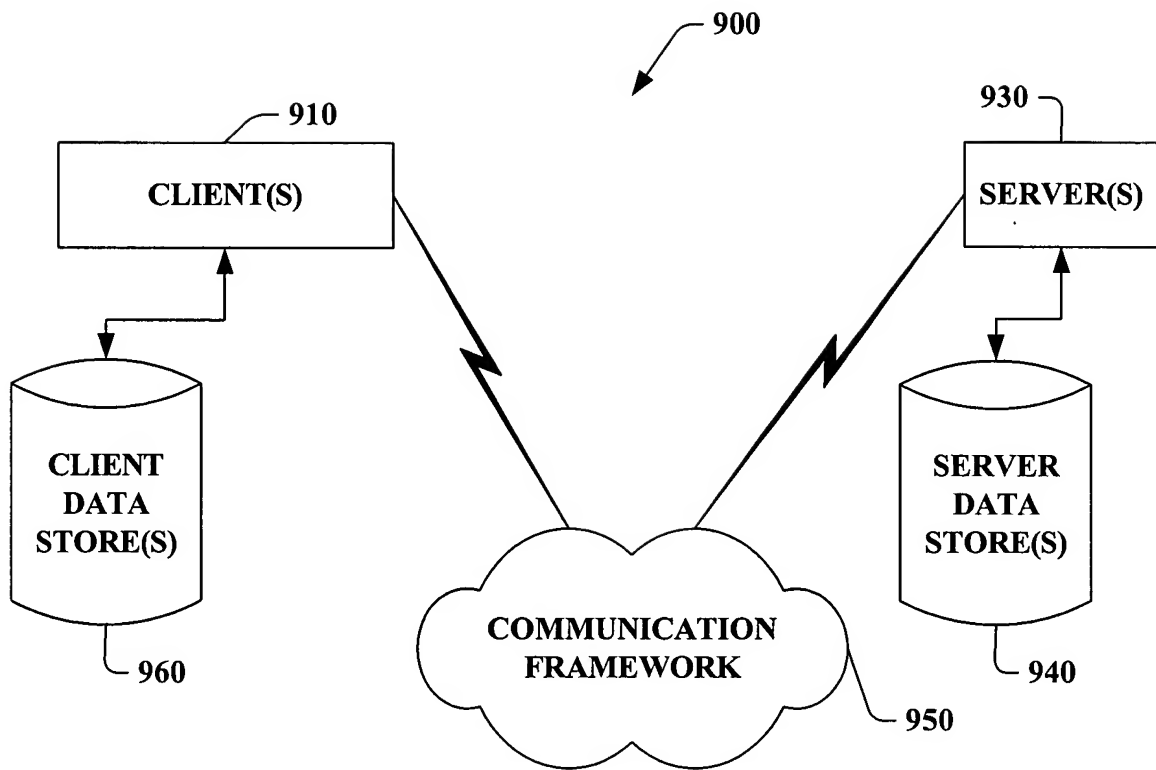 900
910
930
CLIENT(S)
SERVER(S)
CLIENT
DATA
STORE(S)
SERVER
DATA
STORE(S)
COMMUNICATION
FRAMEWORK
960
940
950